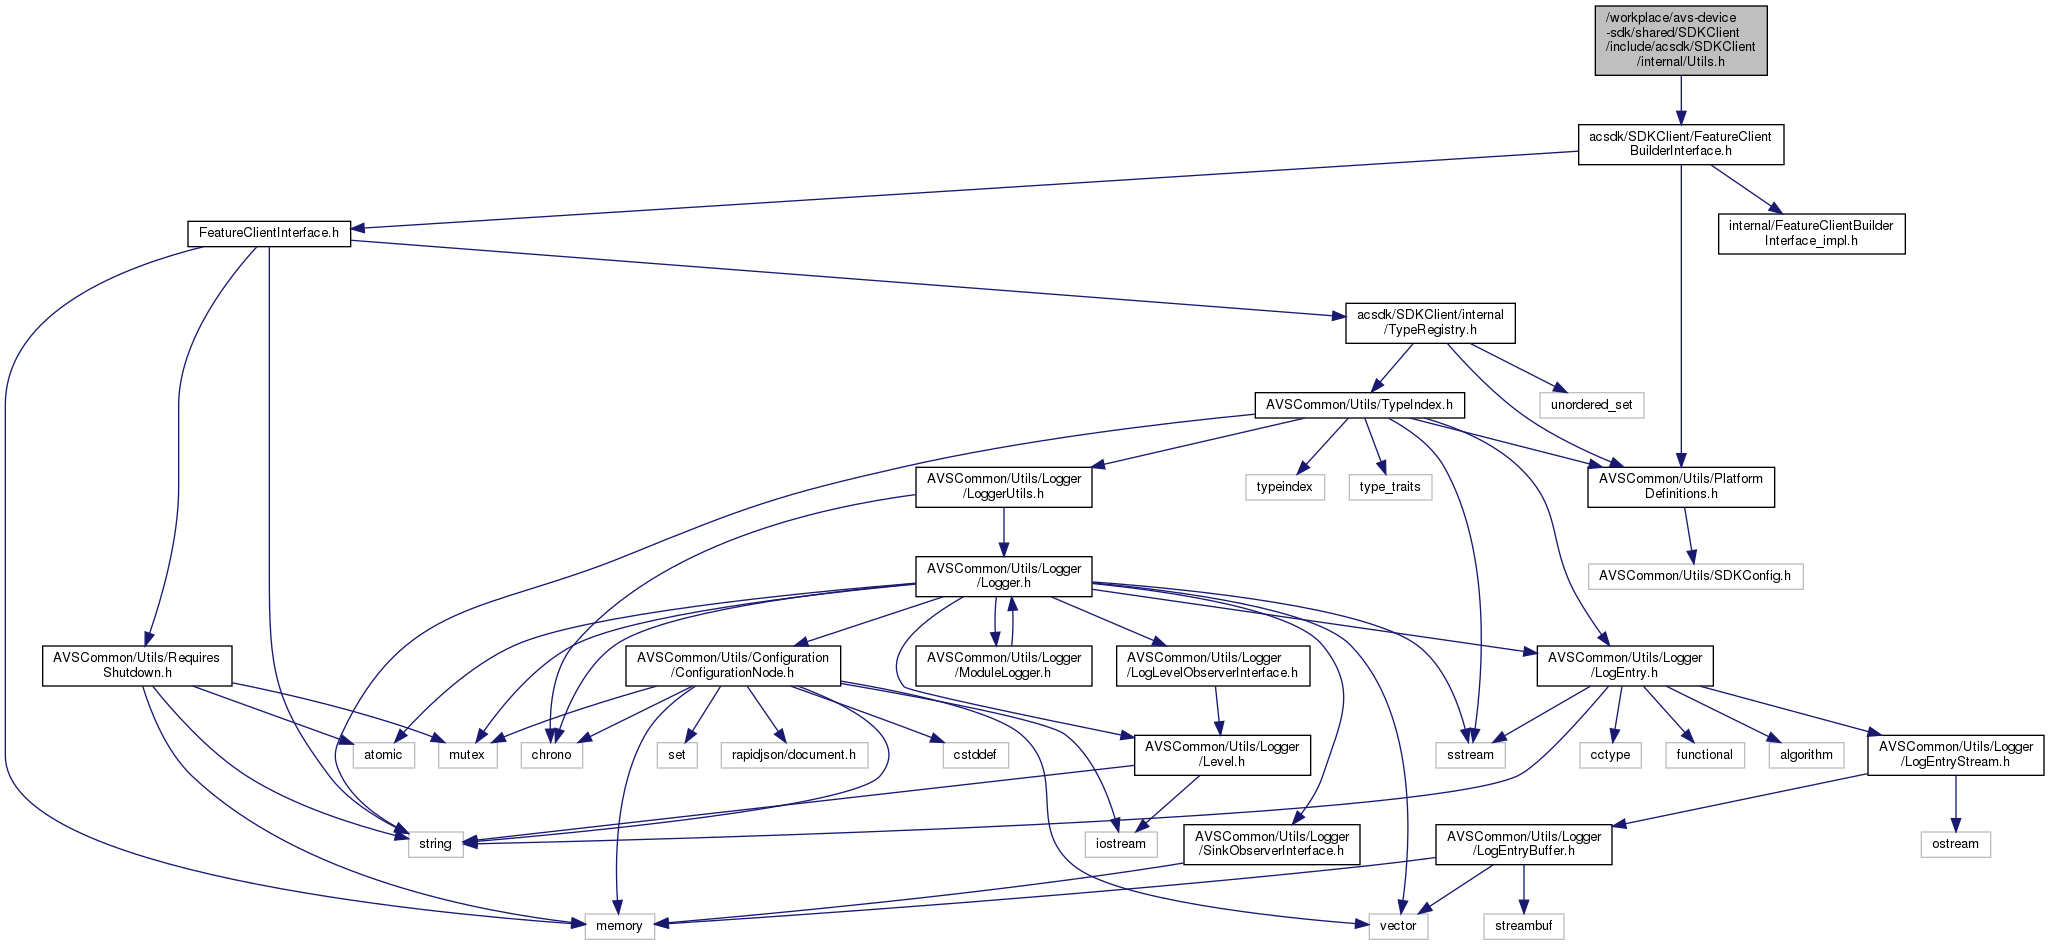 /workplace/avs-device
-sdk/shared/SDKClient
/include/acsdk/SDKClient
/internal/Utils.h
acsdk/SDKClient/FeatureClient
BuilderInterface.h
FeatureClientInterface.h
internal/FeatureClientBuilder
Interface_impl.h
acsdk/SDKClient/internal
/TypeRegistry.h
AVSCommon/Utils/TypeIndex.h
unordered_set
AVSCommon/Utils/Logger
/LoggerUtils.h
typeindex
type_traits
AVSCommon/Utils/Platform
Definitions.h
AVSCommon/Utils/Logger
/Logger.h
AVSCommon/Utils/SDKConfig.h
AVSCommon/Utils/Requires
Shutdown.h
AVSCommon/Utils/Configuration
/ConfigurationNode.h
AVSCommon/Utils/Logger
/ModuleLogger.h
AVSCommon/Utils/Logger
/LogLevelObserverInterface.h
AVSCommon/Utils/Logger
/LogEntry.h
atomic
mutex
chrono
set
rapidjson/document.h
cstddef
AVSCommon/Utils/Logger
/Level.h
sstream
cctype
functional
algorithm
AVSCommon/Utils/Logger
/LogEntryStream.h
string
iostream
AVSCommon/Utils/Logger
/SinkObserverInterface.h
AVSCommon/Utils/Logger
/LogEntryBuffer.h
ostream
memory
vector
streambuf